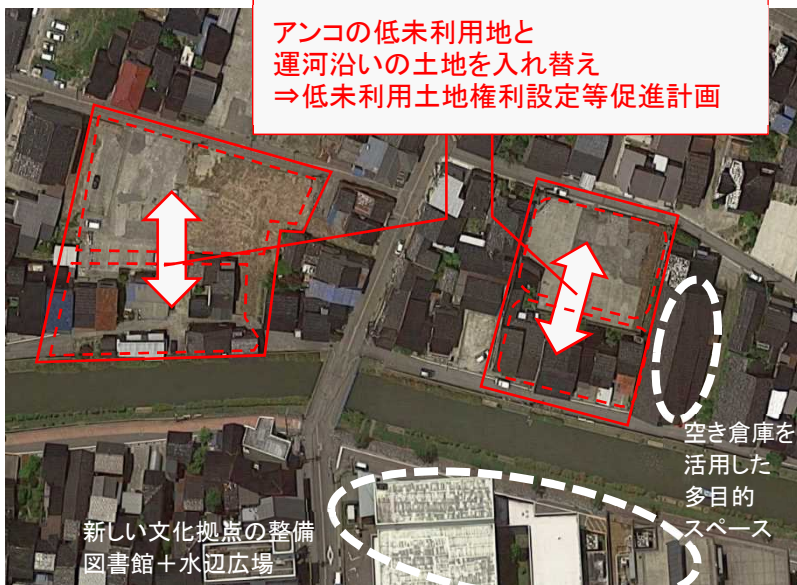 アンコの低未利用地と
運河沿いの土地を入れ替え
⇒低未利用土地権利設定等促進計画
空き倉庫を
活用した
多目的
スペース
新しい文化拠点の整備
図書館＋水辺広場